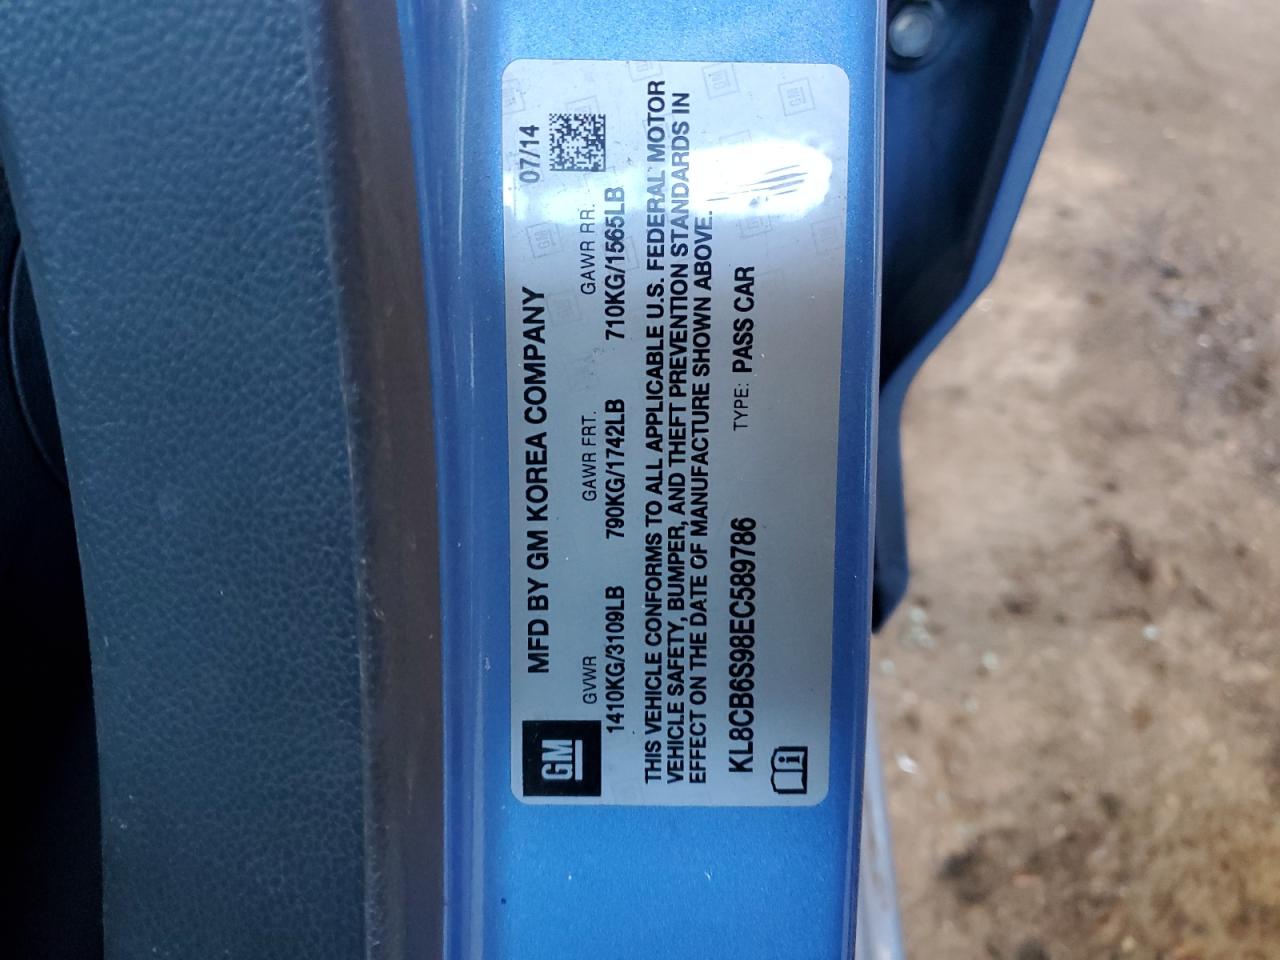 GM
MFD BY GM KOREA COMPANY 07/14
GVWR GAWR FRT. GAWR RR.
1410KG/3109LB 790KG/1742LB 710KG/1565LB
THIS VEHICLE CONFORMS TO ALL APPLICABLE U.S. FEDERAL MOTOR
VEHICLE SAFETY, BUMPER, AND THEFT PREVENTION STANDARDS IN
EFFECT ON THE DATE OF MANUFACTURE SHOWN ABOVE.
KL8CB6S98EC589786 TYPE: PASS CAR